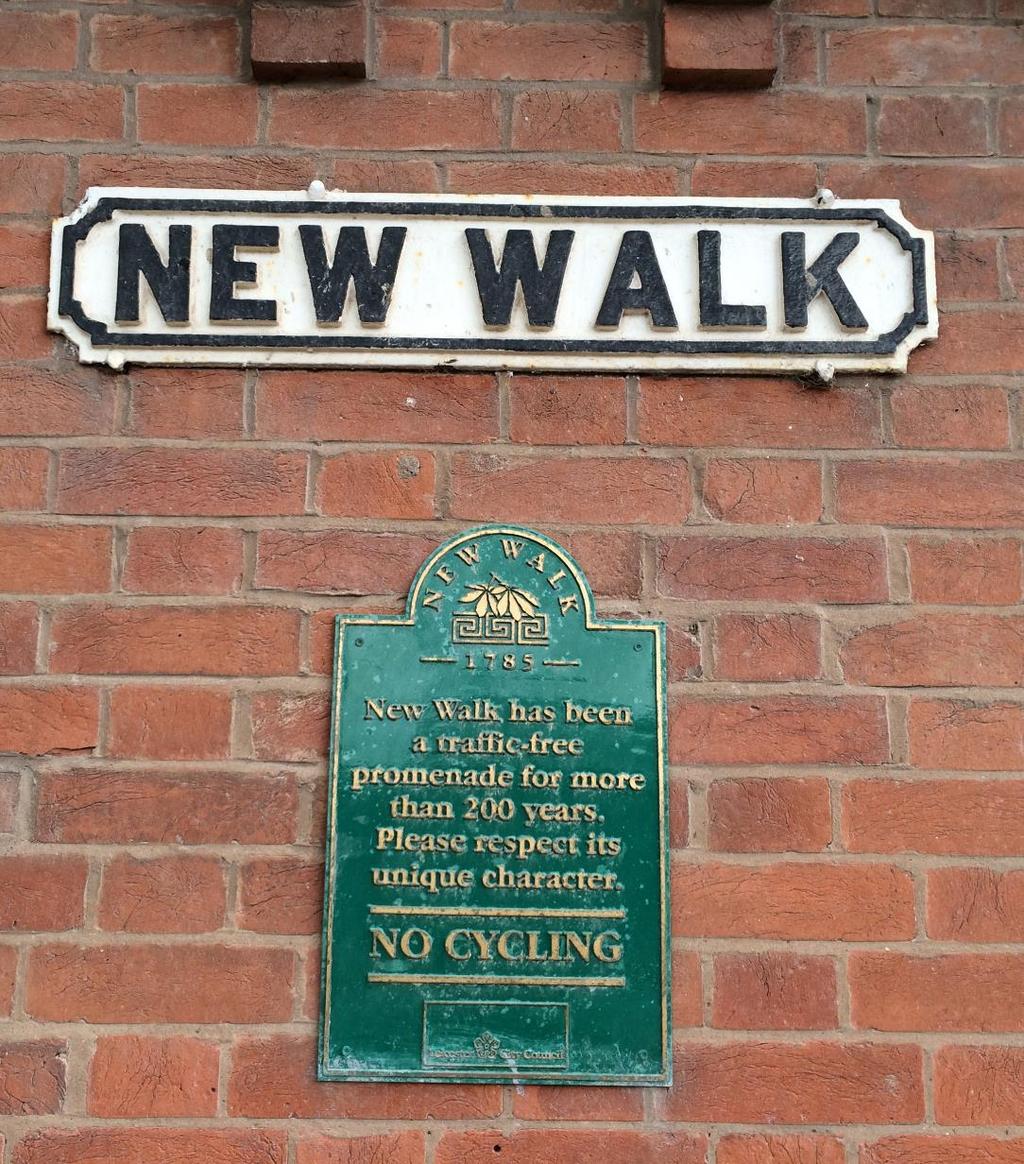 NEW WALK
NEW WALK
1785
New Walk has been
a traffic-free
promenade for more
than 200 years.
Please respect its
unique character.
NO CYCLING
Leicester City Council